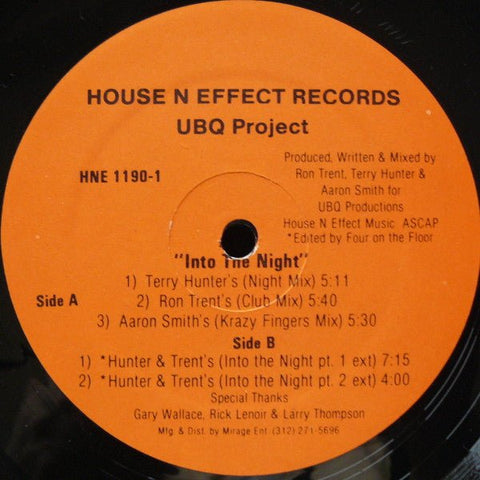 HOUSE N EFFECT RECORDS
UBQ Project
HNE 1190-1
Produced, Written & Mixed by
Ron Trent, Terry Hunter &
Aaron Smith for
UBQ Productions
House N Effect Music ASCAP
*Edited by Four on the Floor
"Into The Night"
Side A
1) Terry Hunter's (Night Mix) 5:11
2) Ron Trent's (Club Mix) 5:40
3) Aaron Smith's (Krazy Fingers Mix) 5:30
Side B
1) *Hunter & Trent's (Into the Night pt. 1 ext) 7:15
2) *Hunter & Trent's (Into the Night pt. 2 ext) 4:00
Special Thanks
Gary Wallace, Rick Lenoir & Larry Thompson
Mfg. & Dist. by Mirage Ent. (312) 271-5696